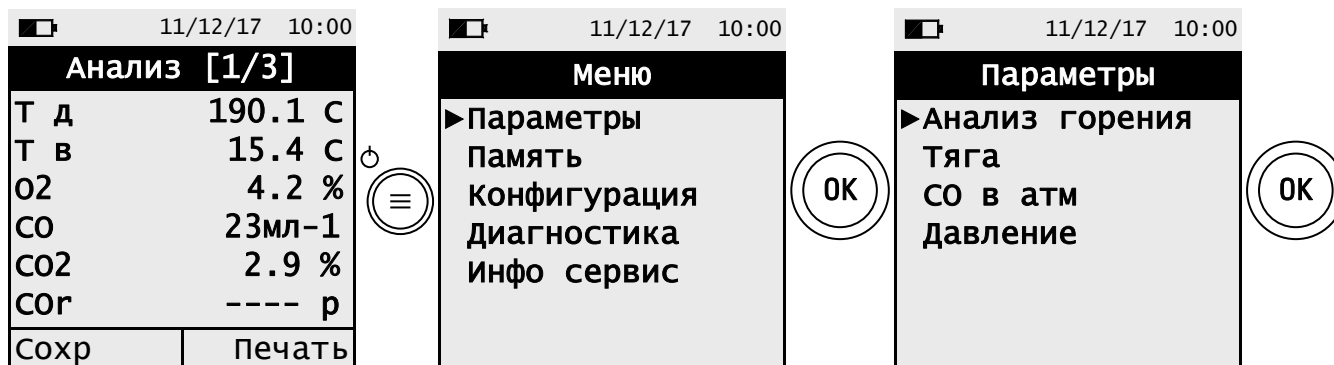 11/12/17 10:00
Анализ [1/3]
Т д 190.1 С
Т в 15.4 С
О2 4.2 %
СО 23мл-1
СО2 2.9 %
СОr ---- р
Сохр Печать
11/12/17 10:00
Меню
▶Параметры
Память
Конфигурация
Диагностика
Инфо сервис
OK
11/12/17 10:00
Параметры
▶Анализ горения
Тяга
СО в атм
Давление
OK